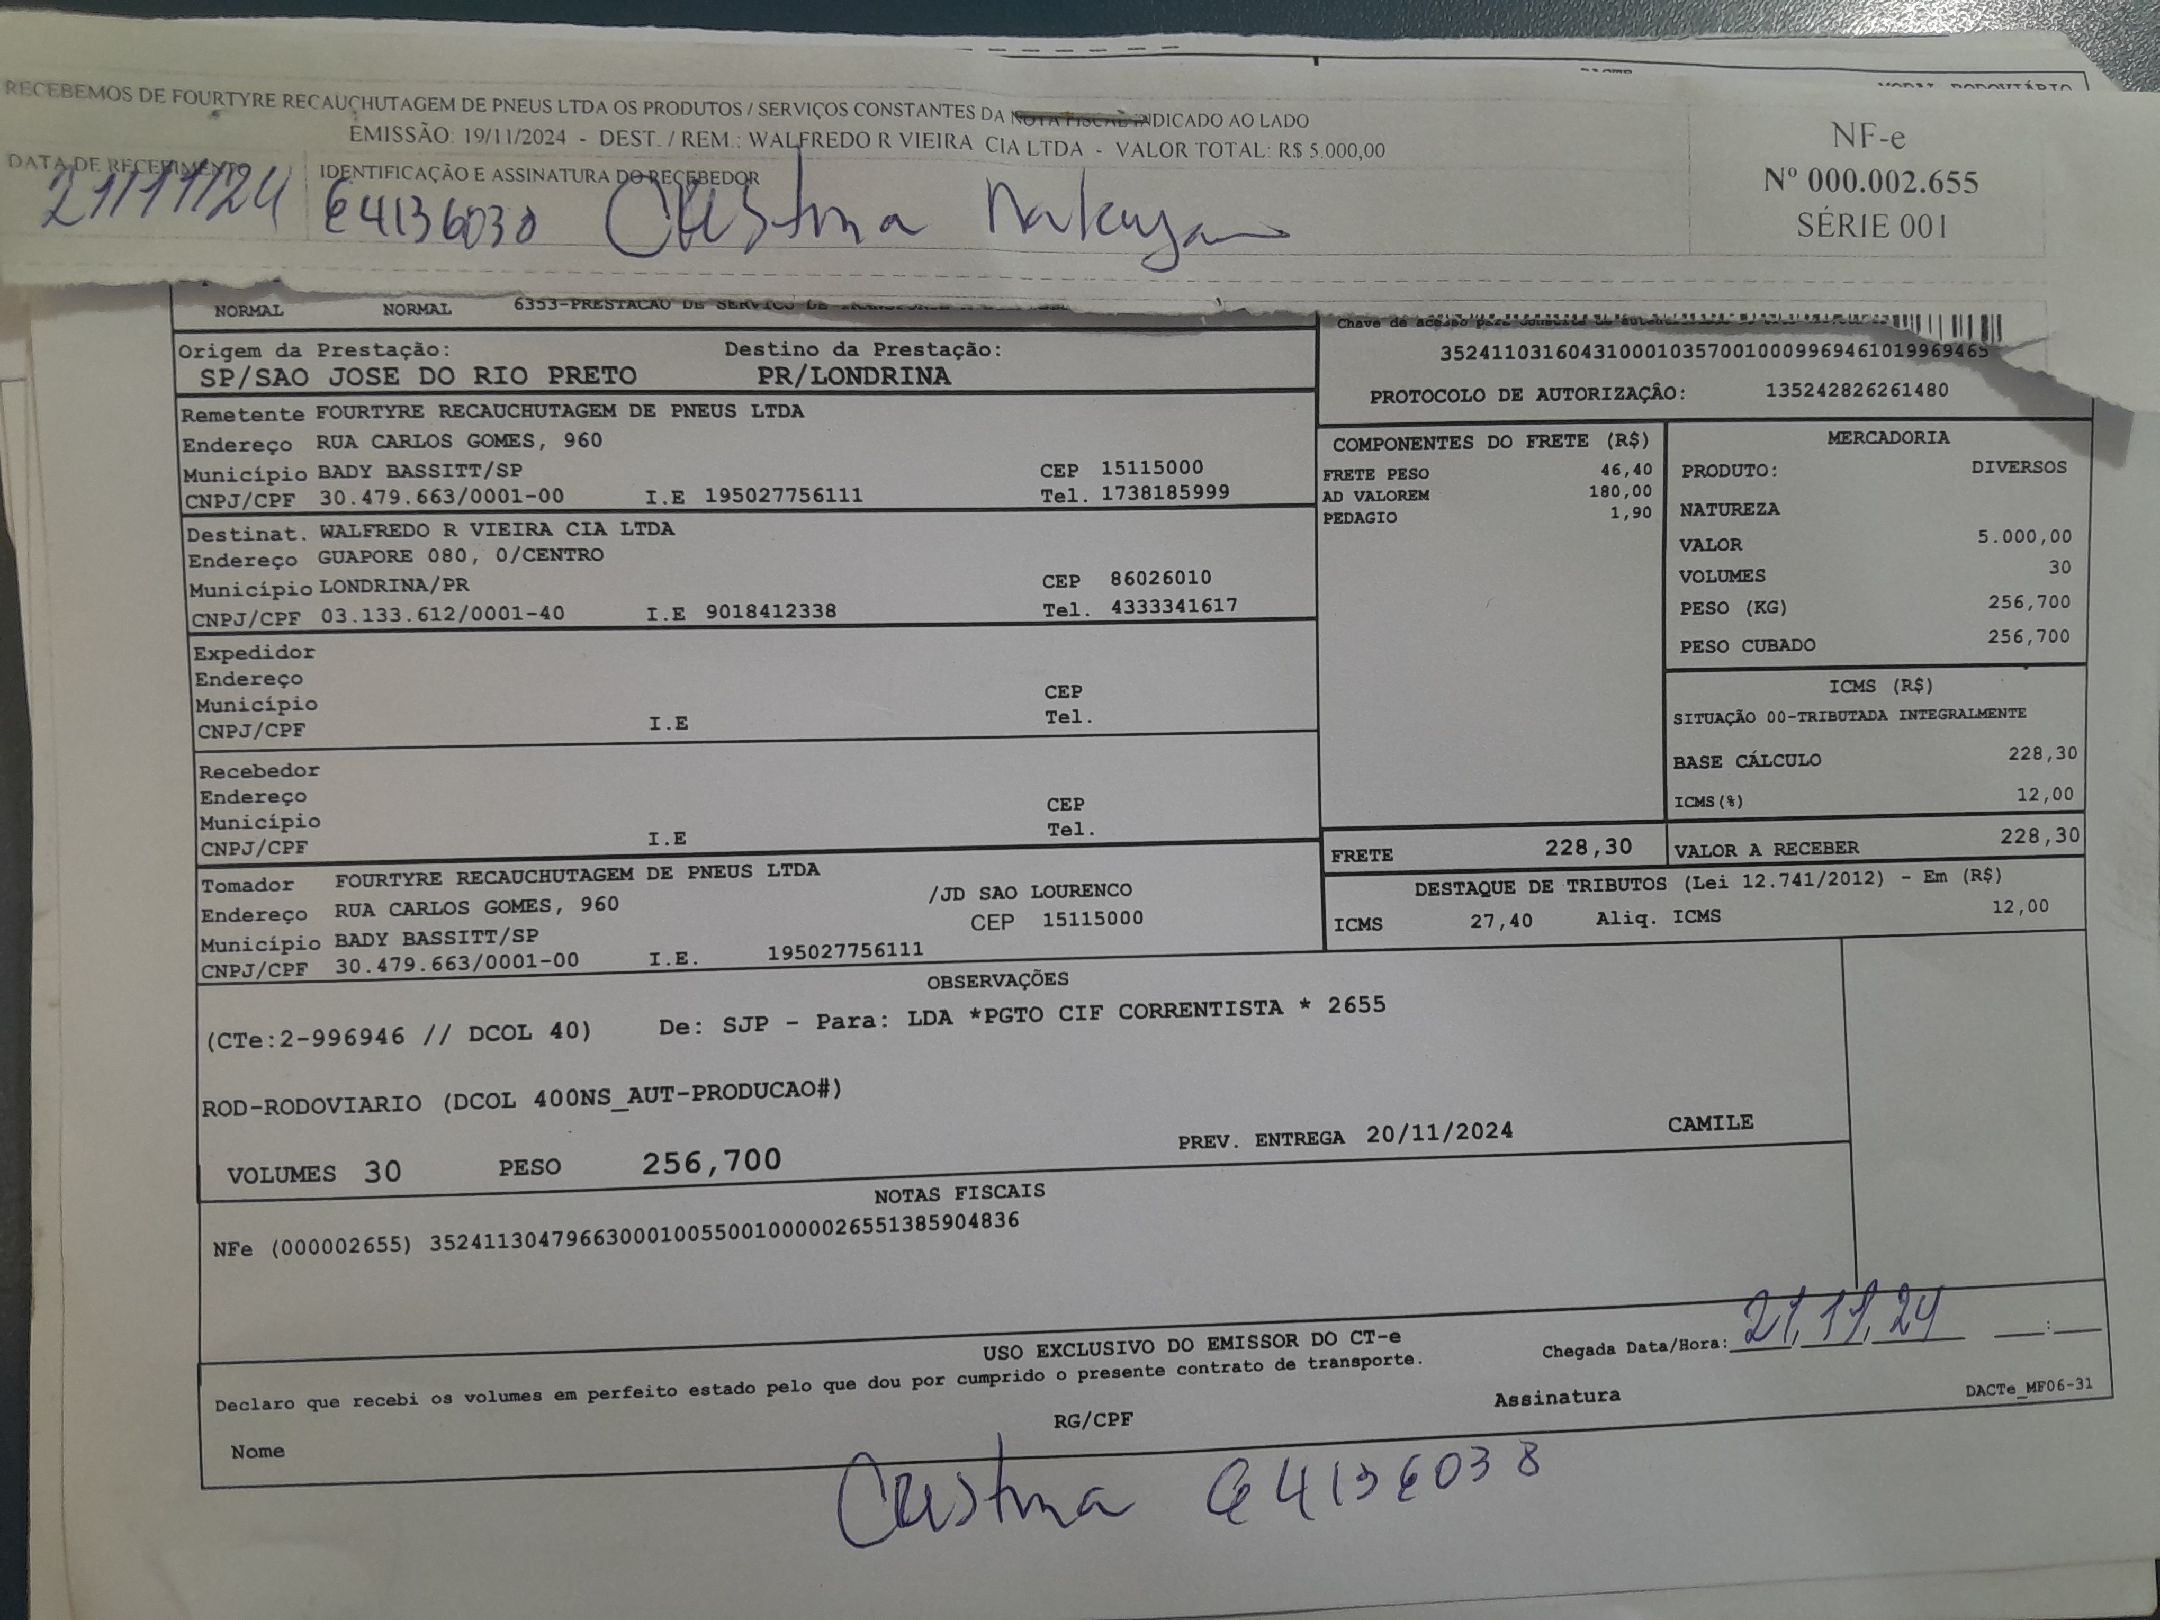 RECEBEMOS DE FOURTYRE RECAUCHUTAGEM DE PNEUS LTDA OS PRODUTOS / SERVIÇOS CONSTANTES DA NOTA FISCAL INDICADO AO LADO
EMISSÃO: 19/11/2024 - DEST. / REM.: WALFREDO R VIEIRA CIA LTDA - VALOR TOTAL: R$ 5.000,00
DATA DE RECEBIMENTO IDENTIFICAÇÃO E ASSINATURA DO RECEBEDOR
21/11/24 64136038 Cristina
NF-e
Nº 000.002.655
SÉRIE 001
NORMAL NORMAL 6353-PRESTACAO DE SERVICO DE
Chave de acesso para
Origem da Prestação: Destino da Prestação:
SP/SAO JOSE DO RIO PRETO PR/LONDRINA
35241103160431000103570010009969461019969465
PROTOCOLO DE AUTORIZAÇÂO: 135242826261480
Remetente FOURTYRE RECAUCHUTAGEM DE PNEUS LTDA
Endereço RUA CARLOS GOMES, 960
Município BADY BASSITT/SP CEP 15115000
CNPJ/CPF 30.479.663/0001-00 I.E 195027756111 Tel. 1738185999
Destinat. WALFREDO R VIEIRA CIA LTDA
Endereço GUAPORE 080, 0/CENTRO
Município LONDRINA/PR CEP 86026010
CNPJ/CPF 03.133.612/0001-40 I.E 9018412338 Tel. 4333341617
Expedidor
Endereço
Município CEP
CNPJ/CPF I.E Tel.
Recebedor
Endereço
Município CEP
CNPJ/CPF I.E Tel.
Tomador FOURTYRE RECAUCHUTAGEM DE PNEUS LTDA
Endereço RUA CARLOS GOMES, 960 /JD SAO LOURENCO
Município BADY BASSITT/SP CEP 15115000
CNPJ/CPF 30.479.663/0001-00 I.E. 195027756111
COMPONENTES DO FRETE (R$)
FRETE PESO 46,40
AD VALOREM 180,00
PEDAGIO 1,90
MERCADORIA
PRODUTO: DIVERSOS
NATUREZA
VALOR 5.000,00
VOLUMES 30
PESO (KG) 256,700
PESO CUBADO 256,700
ICMS (R$)
SITUAÇÃO 00-TRIBUTADA INTEGRALMENTE
BASE CÁLCULO 228,30
ICMS(%) 12,00
FRETE 228,30 VALOR A RECEBER 228,30
DESTAQUE DE TRIBUTOS (Lei 12.741/2012) - Em (R$)
ICMS 27,40 Aliq. ICMS 12,00
OBSERVAÇÕES
(CTe:2-996946 // DCOL 40) De: SJP - Para: LDA *PGTO CIF CORRENTISTA * 2655
ROD-RODOVIARIO (DCOL 400NS_AUT-PRODUCAO#)
VOLUMES 30 PESO 256,700 PREV. ENTREGA 20/11/2024 CAMILE
NOTAS FISCAIS
NFe (000002655) 35241130479663000100550010000026551385904836
USO EXCLUSIVO DO EMISSOR DO CT-e
Chegada Data/Hora: 21,11,24 :
Declaro que recebi os volumes em perfeito estado pelo que dou por cumprido o presente contrato de transporte.
Nome RG/CPF Assinatura DACTe_MF06-31
Cristina 64136038